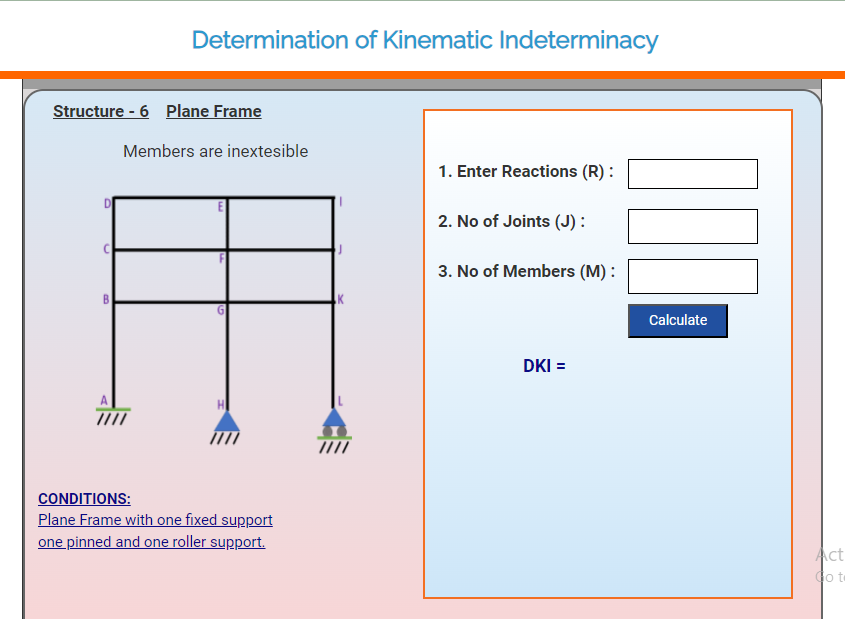 Determination of Kinematic Indeterminacy
Structure - 6 Plane Frame
Members are inextesible
D
E
I
C
F
J
B
G
K
A
H
L
CONDITIONS:
Plane Frame with one fixed support
one pinned and one roller support.
1. Enter Reactions (R) :
2. No of Joints (J) :
3. No of Members (M) :
Calculate
DKI =
Act
Go t